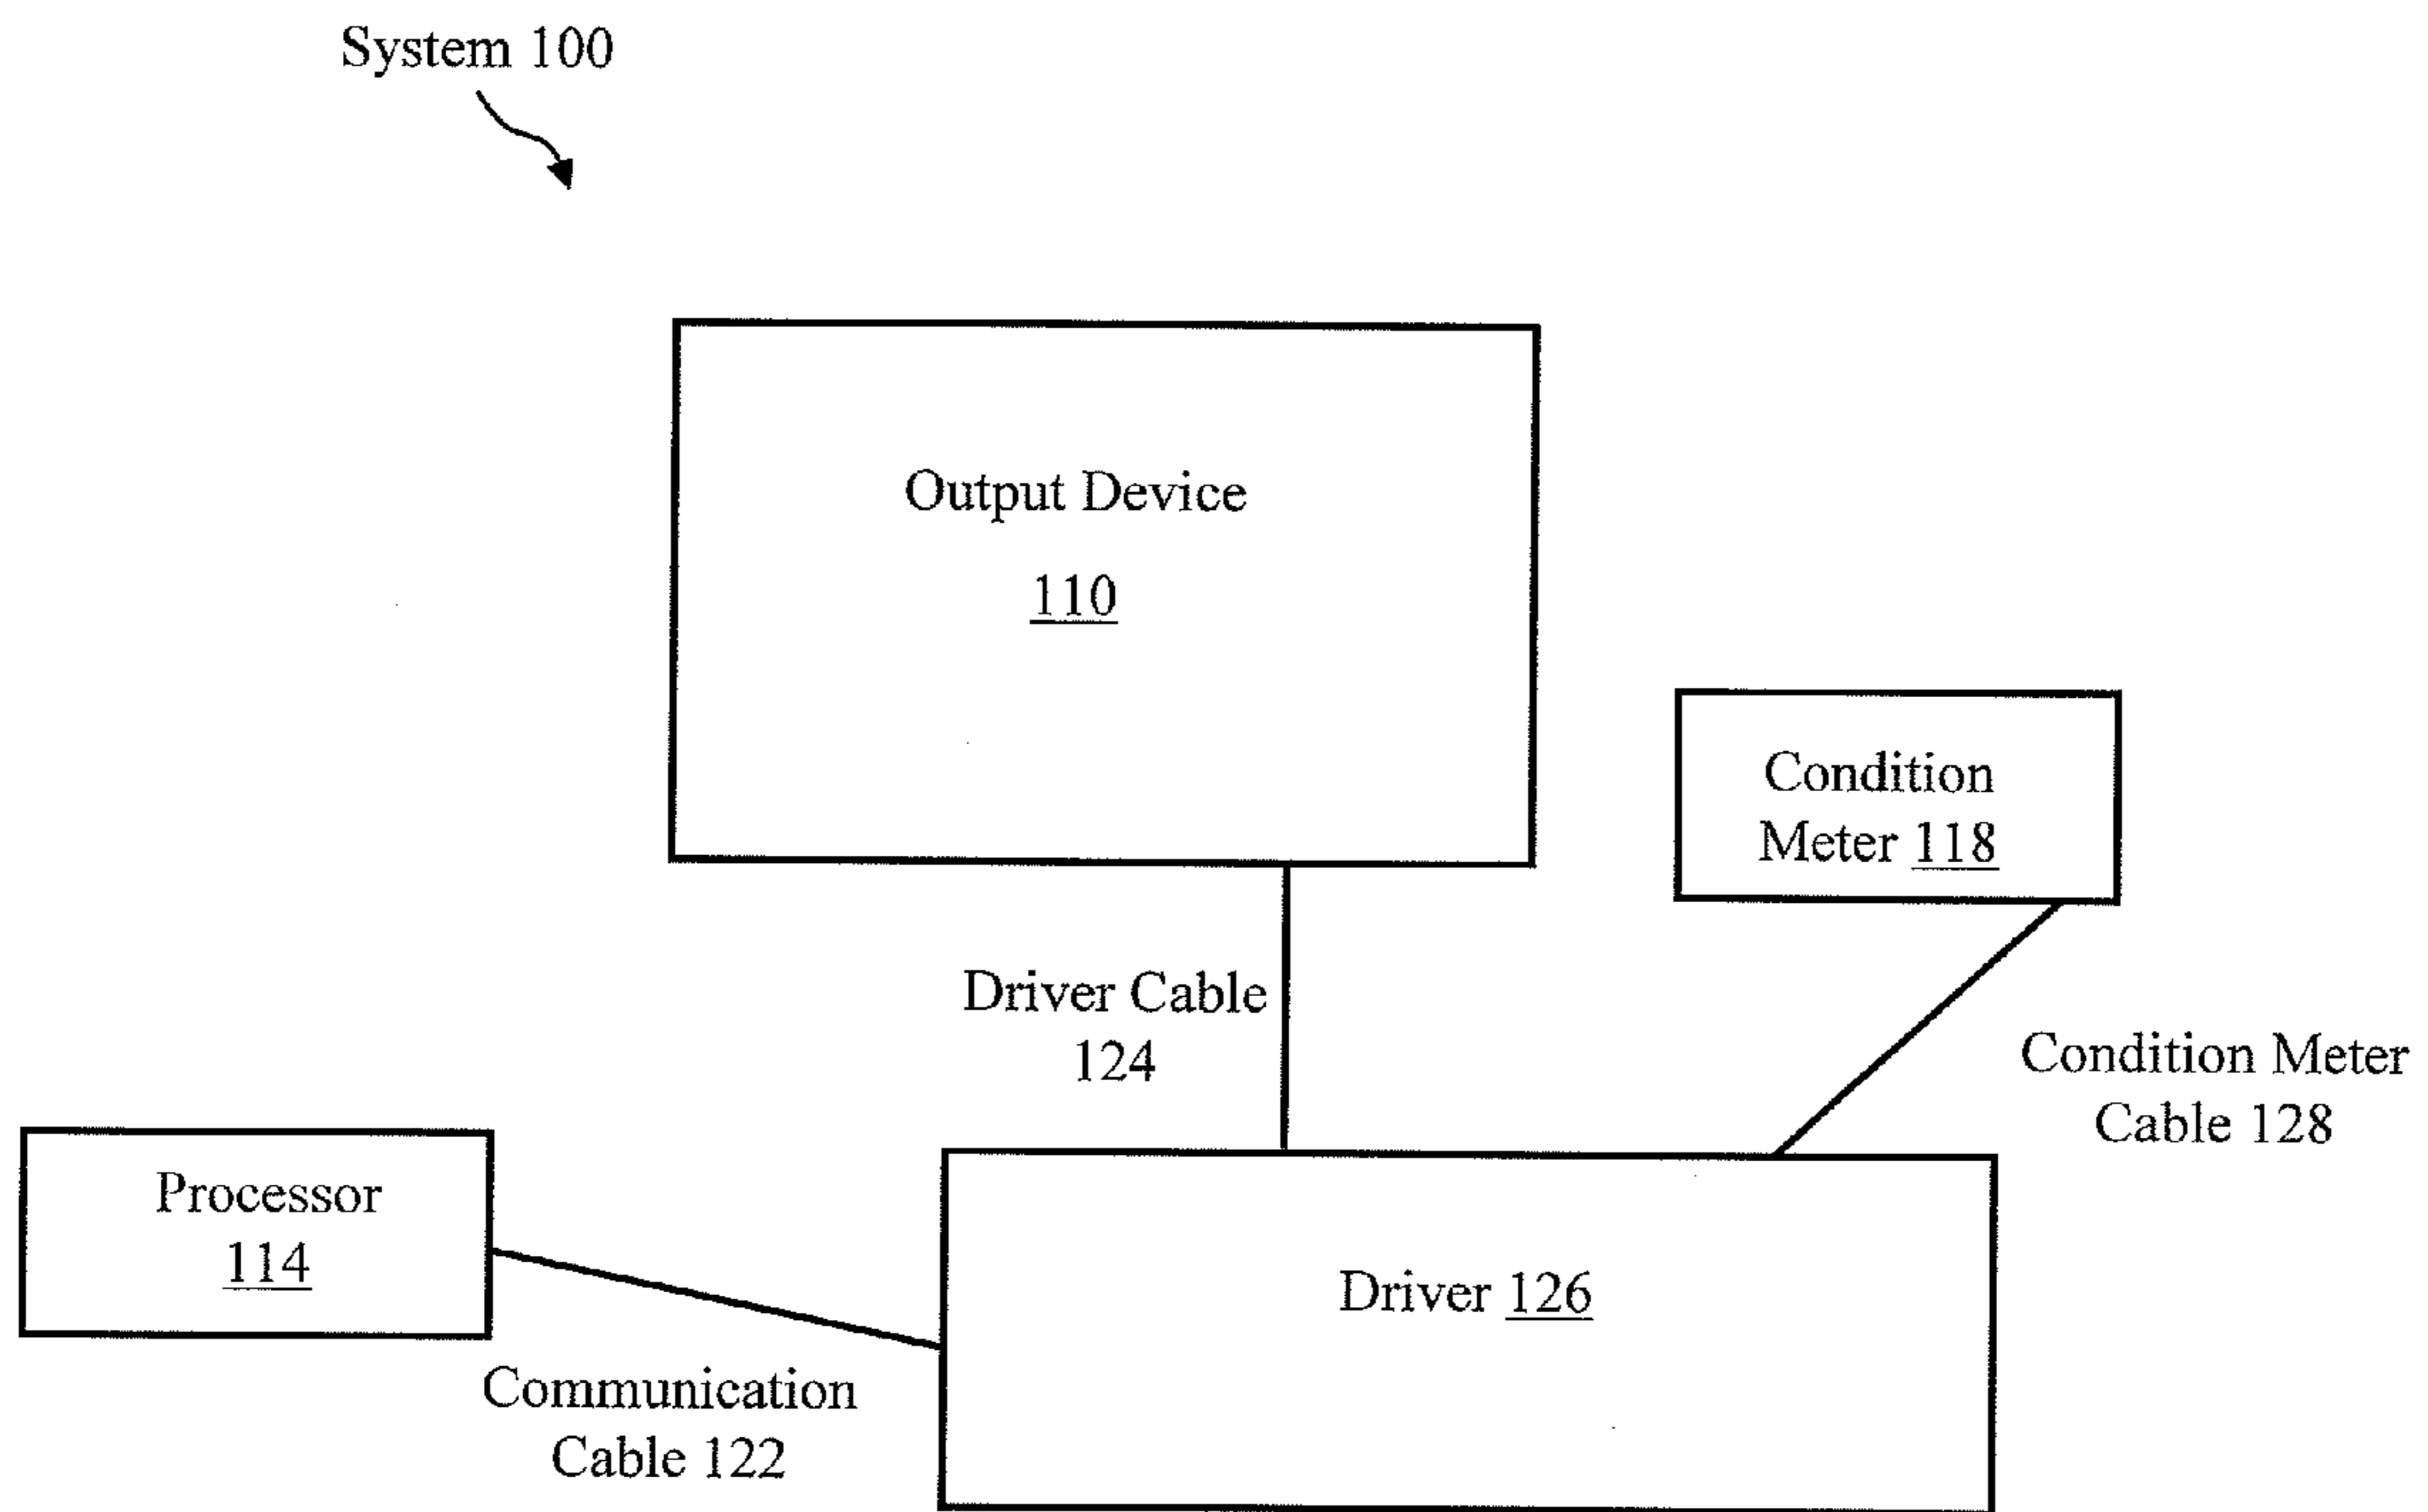 System 100
Output Device
110
Condition
Meter 118
Driver Cable
124
Condition Meter
Cable 128
Processor
114
Driver 126
Communication
Cable 122